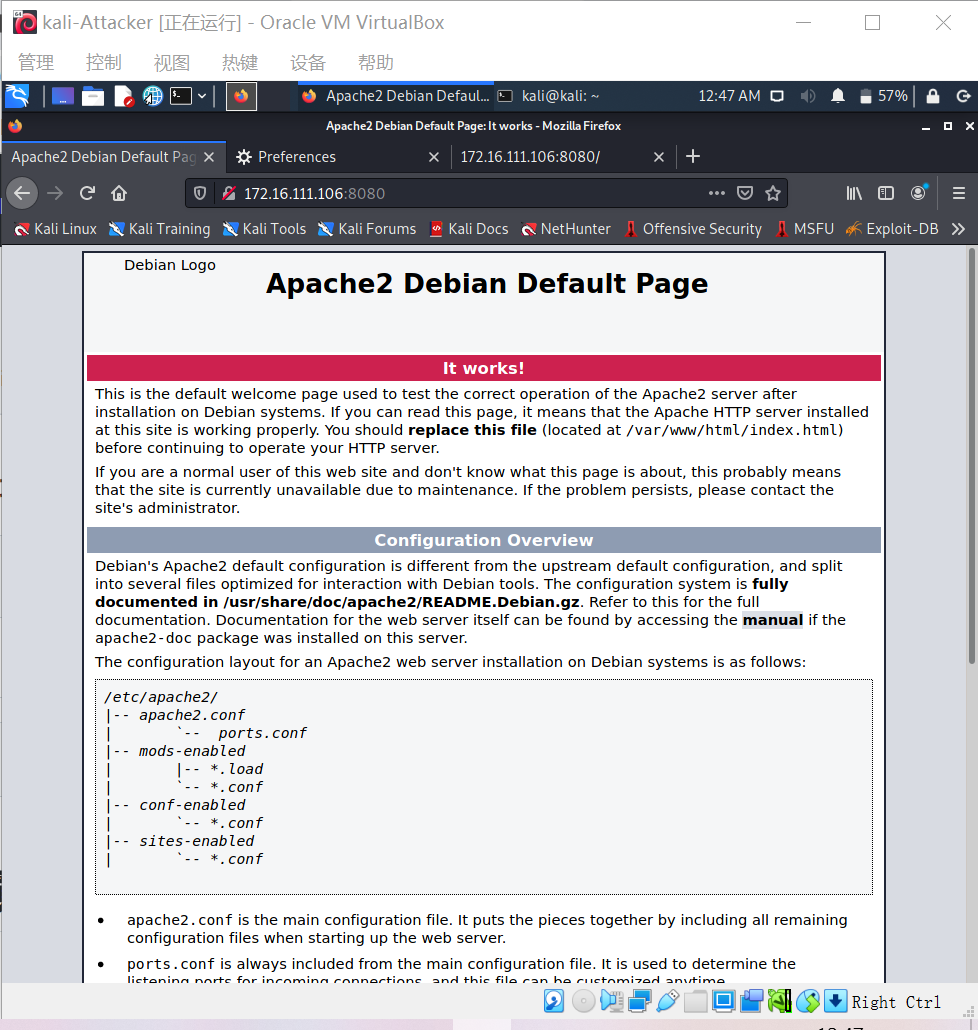 kali-Attacker [正在运行] - Oracle VM VirtualBox
管理 控制 视图 热键 设备 帮助
Apache2 Debian Defaul... kali@kali: ~ 12:47 AM 57%
Apache2 Debian Default Page: It works - Mozilla Firefox
Apache2 Debian Default Pag Preferences 172.16.111.106:8080/
172.16.111.106:8080
Kali Linux Kali Training Kali Tools Kali Forums Kali Docs NetHunter Offensive Security MSFU Exploit-DB
Debian Logo
Apache2 Debian Default Page
It works!
This is the default welcome page used to test the correct operation of the Apache2 server after
installation on Debian systems. If you can read this page, it means that the Apache HTTP server installed
at this site is working properly. You should replace this file (located at /var/www/html/index.html)
before continuing to operate your HTTP server.
If you are a normal user of this web site and don't know what this page is about, this probably means
that the site is currently unavailable due to maintenance. If the problem persists, please contact the
site's administrator.
Configuration Overview
Debian's Apache2 default configuration is different from the upstream default configuration, and split
into several files optimized for interaction with Debian tools. The configuration system is fully
documented in /usr/share/doc/apache2/README.Debian.gz. Refer to this for the full
documentation. Documentation for the web server itself can be found by accessing the manual if the
apache2-doc package was installed on this server.
The configuration layout for an Apache2 web server installation on Debian systems is as follows:
/etc/apache2/
|-- apache2.conf
|       `--  ports.conf
|-- mods-enabled
|       |-- *.load
|       `-- *.conf
|-- conf-enabled
|       `-- *.conf
|-- sites-enabled
|       `-- *.conf
• apache2.conf is the main configuration file. It puts the pieces together by including all remaining
configuration files when starting up the web server.
• ports.conf is always included from the main configuration file. It is used to determine the
listening ports for incoming connections, and this file can be customized anytime.
Right Ctrl